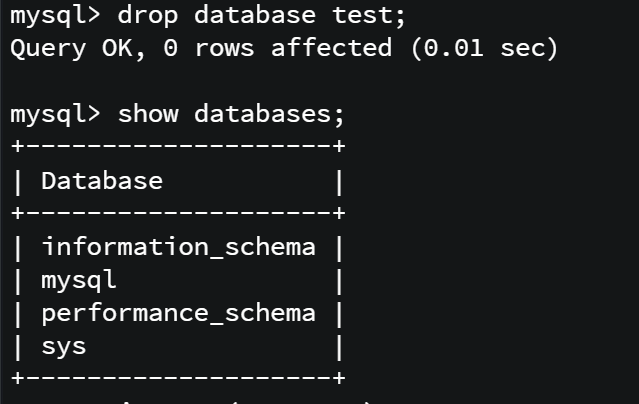 mysql> drop database test;
Query OK, 0 rows affected (0.01 sec)
mysql> show databases;
+--------------------+
| Database           |
+--------------------+
| information_schema |
| mysql              |
| performance_schema |
| sys                |
+--------------------+